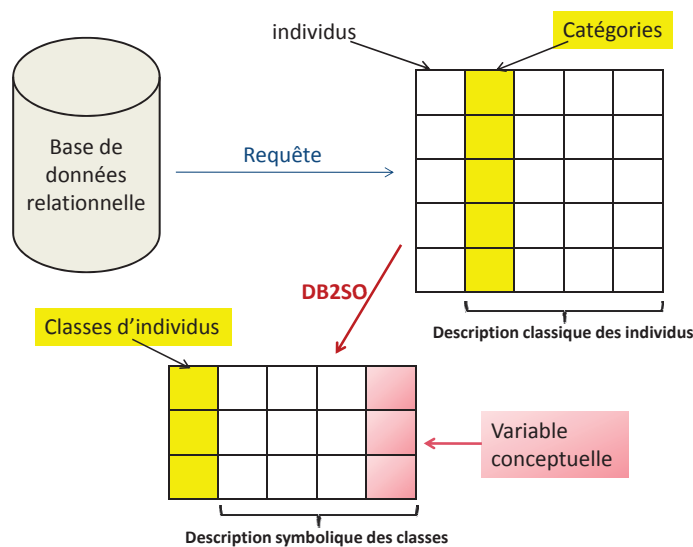 individus
Catégories
Base de
données
relationnelle
Requête
DB2SO
Description classique des individus
Classes d'individus
Variable
conceptuelle
Description symbolique des classes